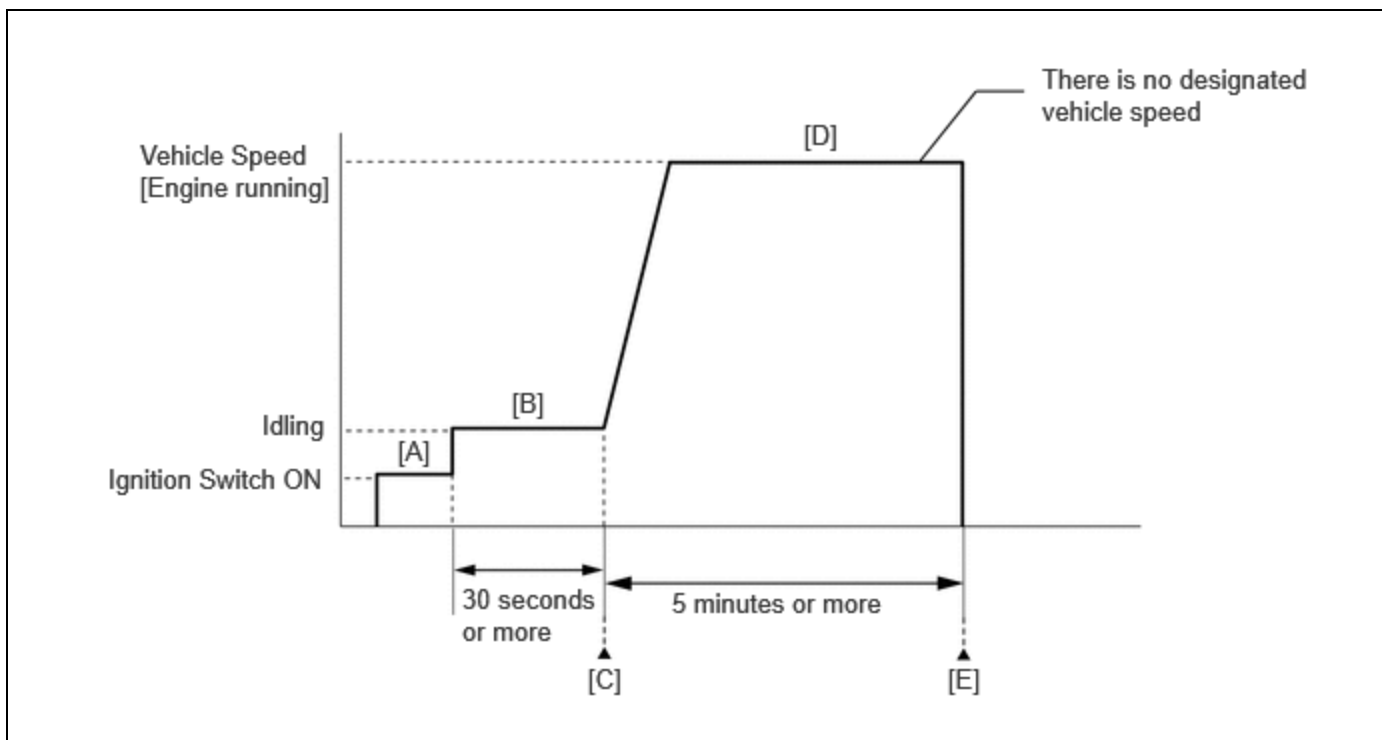 There is no designated
vehicle speed
[D]
Vehicle Speed
[Engine running]
[B]
Idling
[A]
Ignition Switch ON
30 seconds
or more
5 minutes or more
[C]
[E]